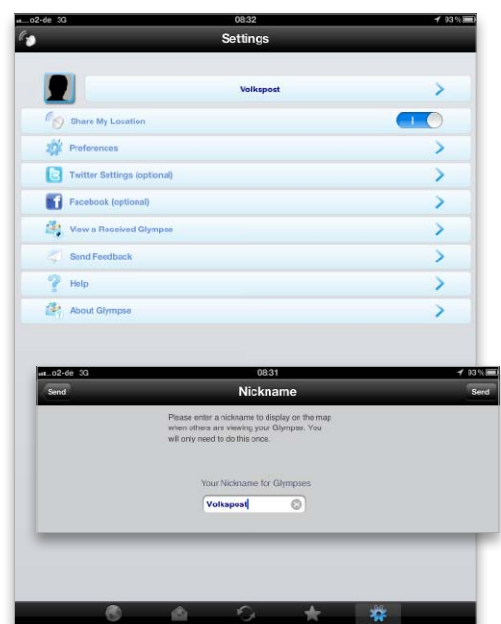 ...o2-de 3G 08:32 93 %
Settings
Volkspost
Share My Location
Preferences
Twitter Settings (optional)
Facebook (optional)
View a Received Glympse
Send Feedback
Help
About Glympse
...o2-de 3G 08:31 93 %
Send Nickname Send
Please enter a nickname to display on the map
when others are viewing your Glympse. You
will only need to do this once.
Your Nickname for Glympses
Volkspost